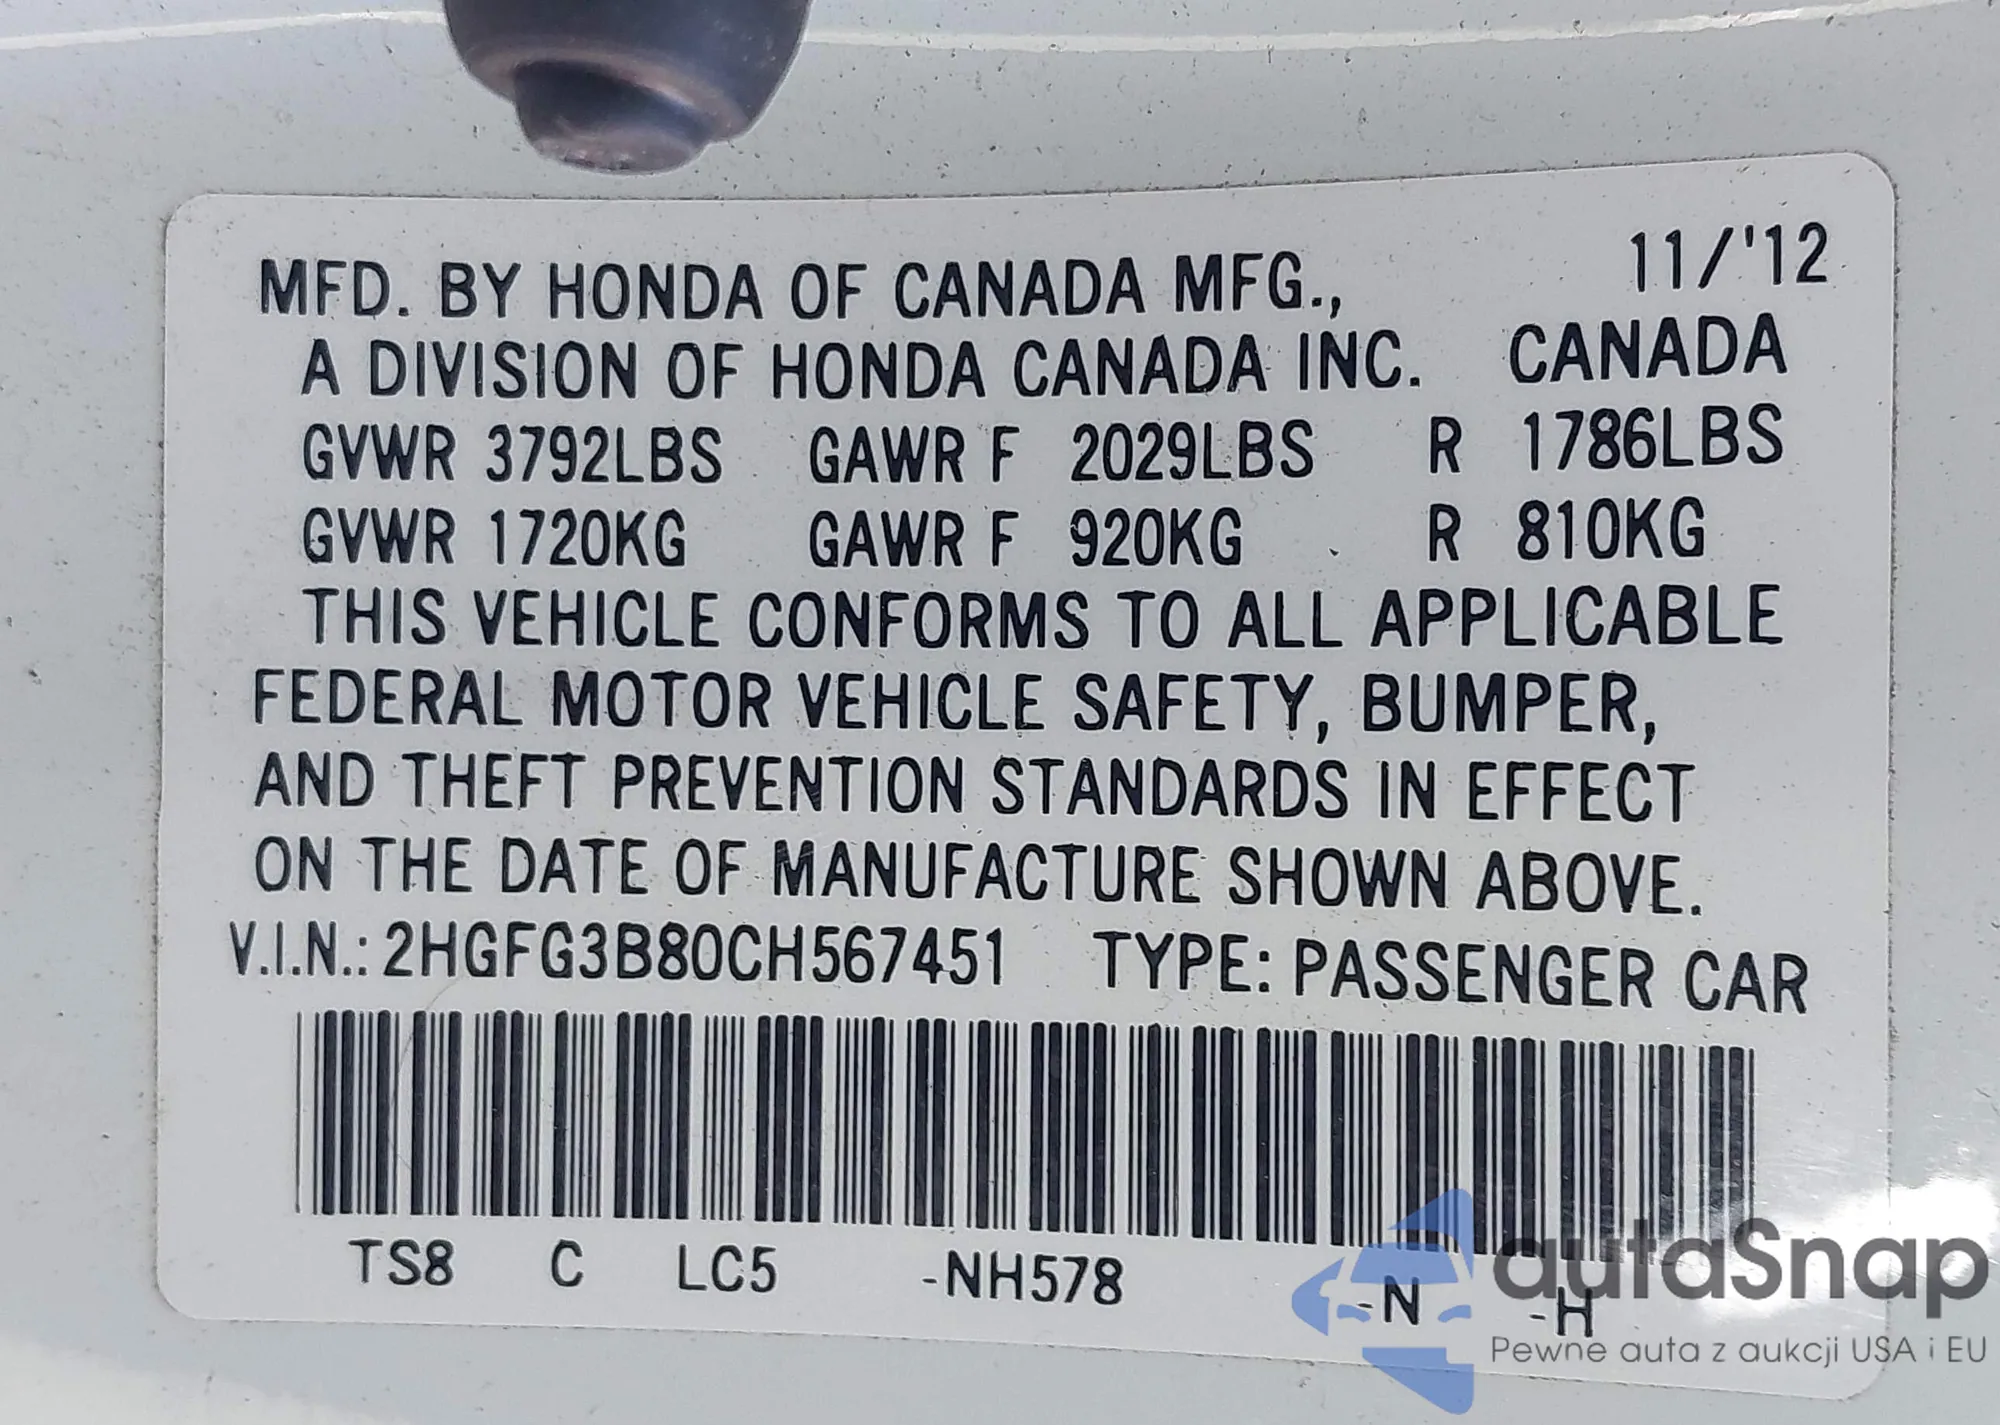 MFD. BY HONDA OF CANADA MFG., 11/'12
A DIVISION OF HONDA CANADA INC. CANADA
GVWR 3792LBS GAWR F 2029LBS R 1786LBS
GVWR 1720KG GAWR F 920KG R 810KG
THIS VEHICLE CONFORMS TO ALL APPLICABLE
FEDERAL MOTOR VEHICLE SAFETY, BUMPER,
AND THEFT PREVENTION STANDARDS IN EFFECT
ON THE DATE OF MANUFACTURE SHOWN ABOVE.
V.I.N.: 2HGFG3B80CH567451 TYPE: PASSENGER CAR
TS8 C LC5 -NH578 -N -H
autaSnap
Pewne auta z aukcji USA i EU